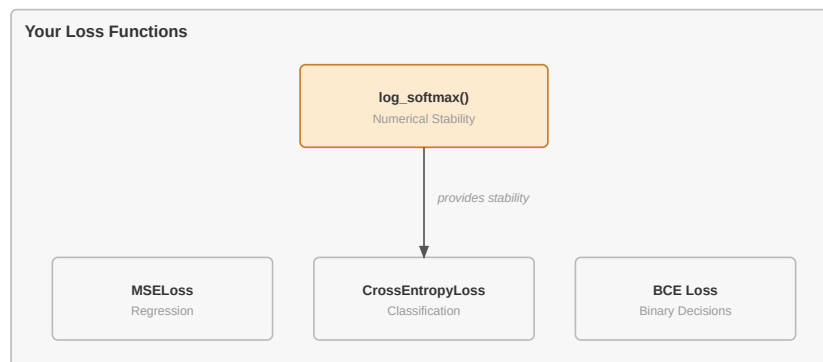 Your Loss Functions
log_softmax()
Numerical Stability
provides stability
MSELoss
Regression
CrossEntropyLoss
Classification
BCE Loss
Binary Decisions